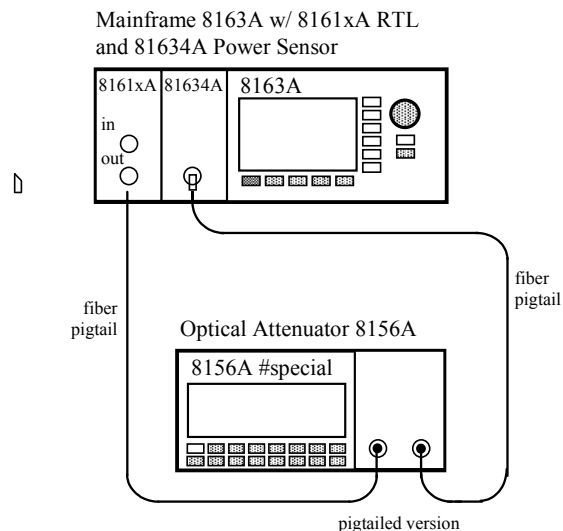 Mainframe 8163A w/ 8161xA RTL
and 81634A Power Sensor
8161xA 81634A 8163A
in
out
fiber
pigtail
fiber
pigtail
Optical Attenuator 8156A
8156A #special
pigtailed version